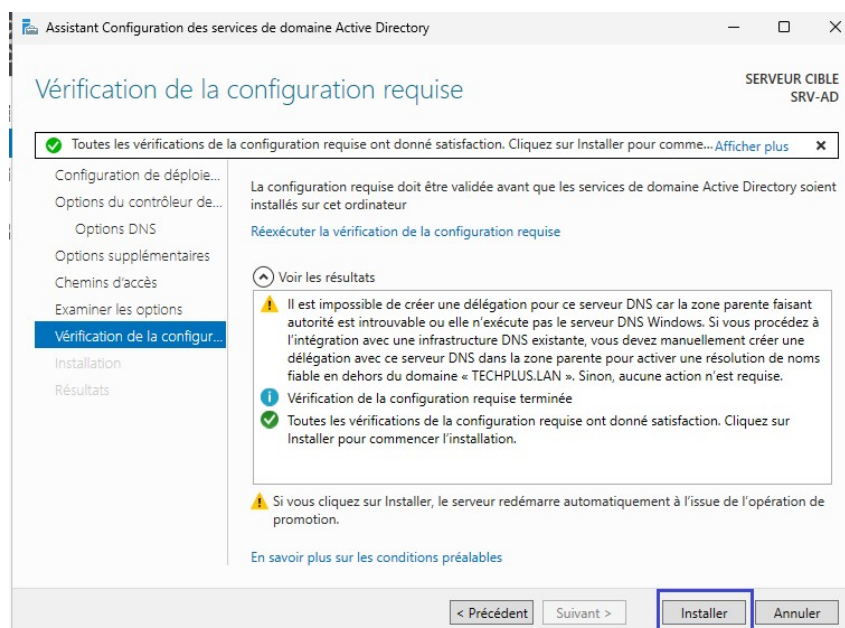 Assistant Configuration des services de domaine Active Directory
Vérification de la configuration requise
SERVEUR CIBLE
SRV-AD
Toutes les vérifications de la configuration requise ont donné satisfaction. Cliquez sur Installer pour comme... Afficher plus
Configuration de déploie...
Options du contrôleur de...
Options DNS
Options supplémentaires
Chemins d'accès
Examiner les options
Vérification de la configur...
Installation
Résultats
La configuration requise doit être validée avant que les services de domaine Active Directory soient
installés sur cet ordinateur
Réexécuter la vérification de la configuration requise
Voir les résultats
Il est impossible de créer une délégation pour ce serveur DNS car la zone parente faisant
autorité est introuvable ou elle n'exécute pas le serveur DNS Windows. Si vous procédez à
l'intégration avec une infrastructure DNS existante, vous devez manuellement créer une
délégation avec ce serveur DNS dans la zone parente pour activer une résolution de noms
fiable en dehors du domaine « TECHPLUS.LAN ». Sinon, aucune action n'est requise.
Vérification de la configuration requise terminée
Toutes les vérifications de la configuration requise ont donné satisfaction. Cliquez sur
Installer pour commencer l'installation.
Si vous cliquez sur Installer, le serveur redémarre automatiquement à l'issue de l'opération de
promotion.
En savoir plus sur les conditions préalables
< Précédent Suivant > Installer Annuler